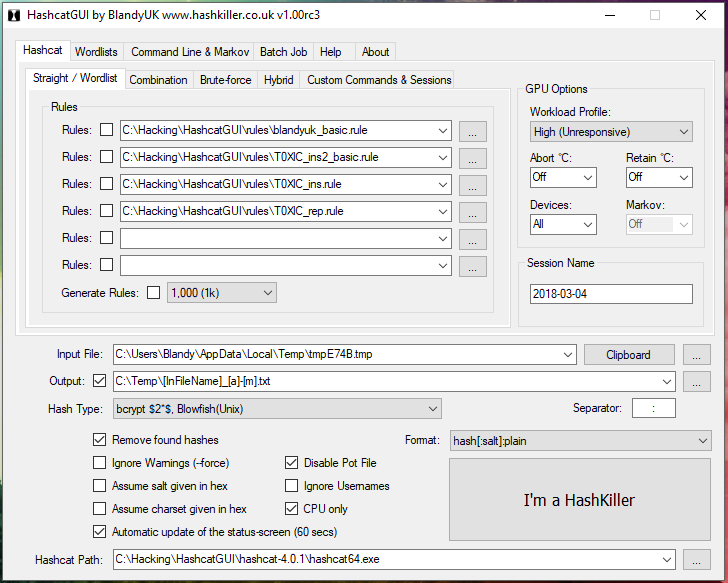 HashcatGUI by BlandyUK www.hashkiller.co.uk v1.00rc3
Hashcat Wordlists Command Line & Markov Batch Job Help About
Straight / Wordlist Combination Brute-force Hybrid Custom Commands & Sessions
Rules
Rules: C:\Hacking\HashcatGUI\rules\blandyuk_basic.rule ...
Rules: C:\Hacking\HashcatGUI\rules\T0XlC_ins2_basic.rule ...
Rules: C:\Hacking\HashcatGUI\rules\T0XlC_ins.rule ...
Rules: C:\Hacking\HashcatGUI\rules\T0XlC_rep.rule ...
Rules: ...
Rules: ...
Generate Rules: 1,000 (1k)
GPU Options
Workload Profile:
High (Unresponsive)
Abort °C: Retain °C:
Off Off
Devices: Markov:
All Off
Session Name
2018-03-04
Input File: C:\Users\Blandy\AppData\Local\Temp\tmpE74B.tmp Clipboard ...
Output: C:\Temp\[InFileName]_[a]-[m].txt ...
Hash Type: bcrypt $2*$, Blowfish(Unix) Separator: :
Remove found hashes Format: hash[:salt]:plain
Ignore Warnings (--force) Disable Pot File
Assume salt given in hex Ignore Usernames
Assume charset given in hex CPU only
Automatic update of the status-screen (60 secs)
I'm a HashKiller
Hashcat Path: C:\Hacking\HashcatGUI\hashcat-4.0.1\hashcat64.exe ...